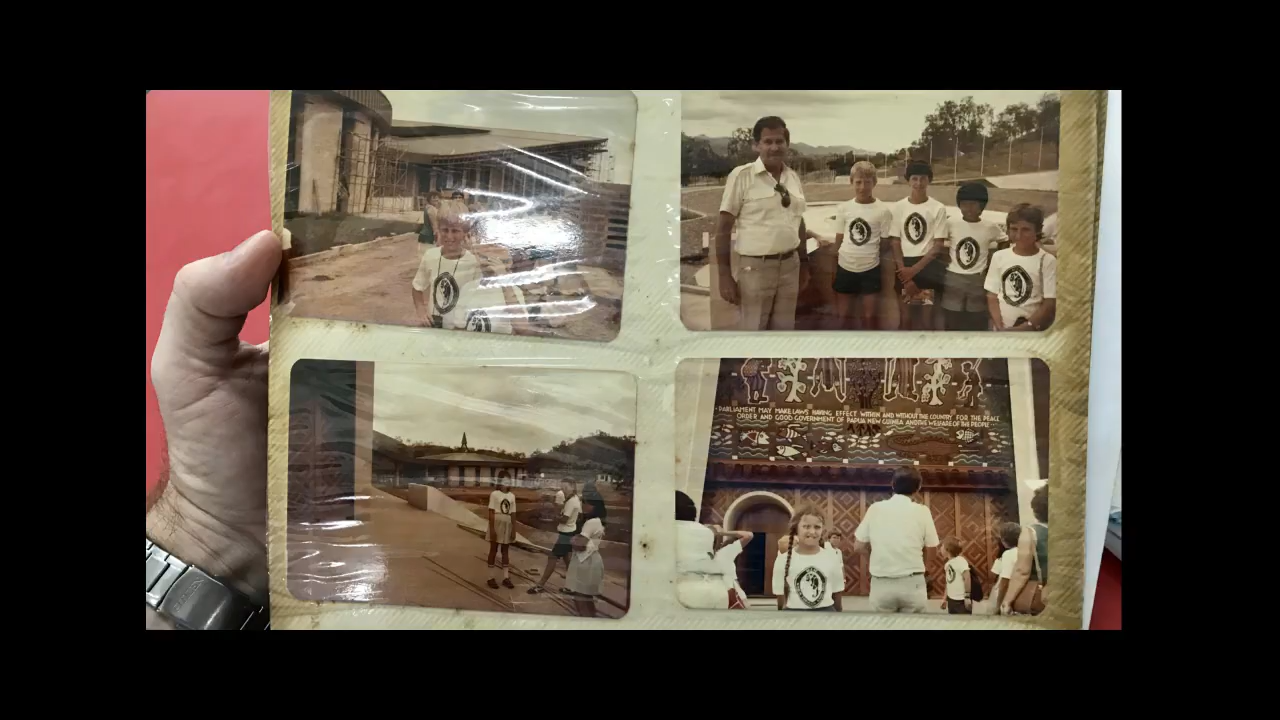 · PARLIAMENT MAY MAKE LAWS HAVING EFFECT WITHIN AND WITHOUT THE COUNTRY FOR THE PEACE
ORDER AND GOOD GOVERNMENT OF PAPUA NEW GUINEA AND THE WELFARE OF THE PEOPLE ·